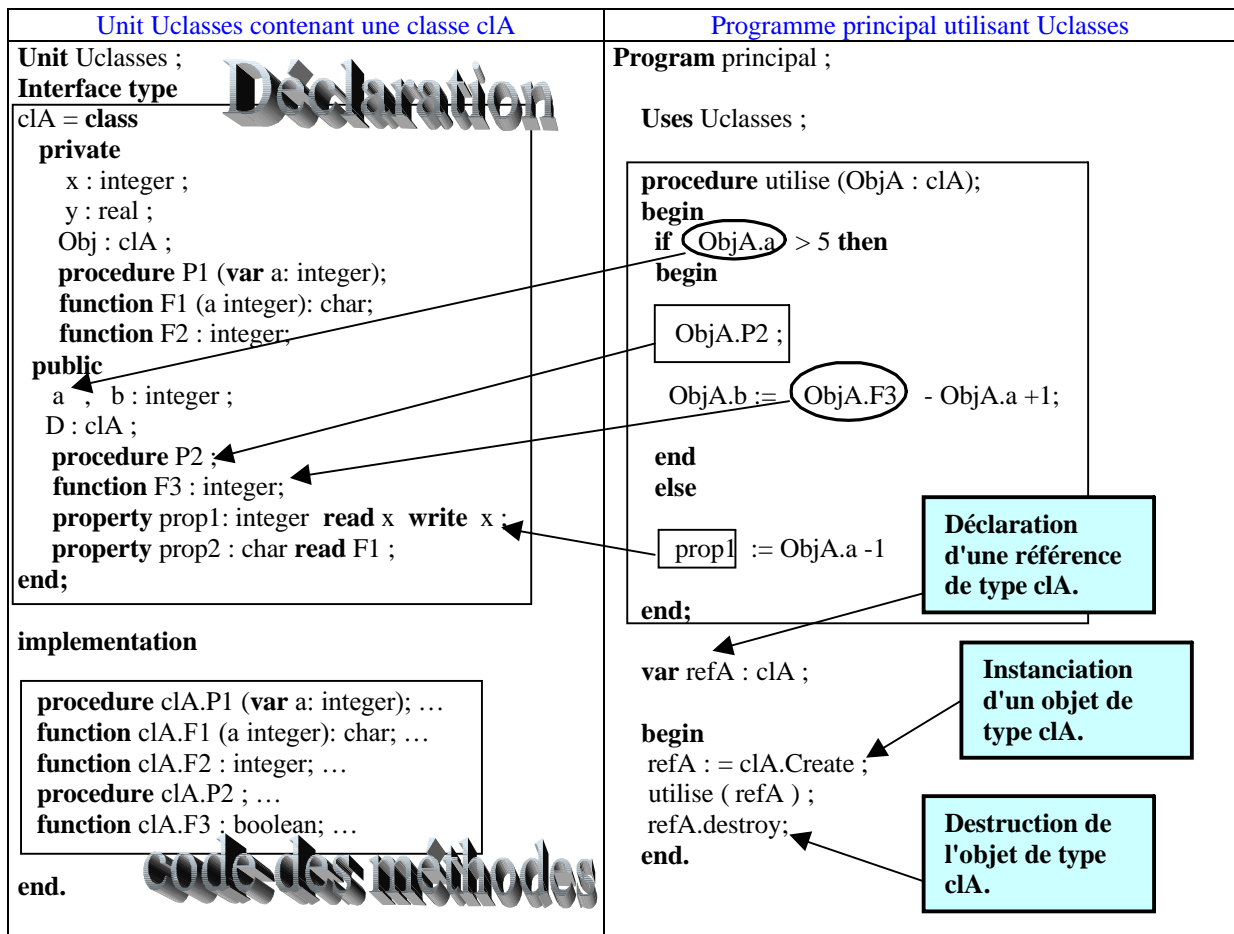 Unit Uclasses contenant une classe clA
Unit Uclasses ;
Interface type
Déclaration
clA = class
private
x : integer ;
y : real ;
Obj : clA ;
procedure P1 (var a: integer);
function F1 (a integer): char;
function F2 : integer;
public
a , b : integer ;
D : clA ;
procedure P2 ;
function F3 : integer;
property prop1: integer read x write x ;
property prop2 : char read F1 ;
end;
implementation
procedure clA.P1 (var a: integer); …
function clA.F1 (a integer): char; …
function clA.F2 : integer; …
procedure clA.P2 ; …
function clA.F3 : boolean; …
code des méthodes
end.
Programme principal utilisant Uclasses
Program principal ;
Uses Uclasses ;
procedure utilise (ObjA : clA);
begin
if ObjA.a > 5 then
begin
ObjA.P2 ;
ObjA.b := ObjA.F3 - ObjA.a +1;
end
else
prop1 := ObjA.a -1
end;
Déclaration
d'une référence
de type clA.
var refA : clA ;
Instanciation
d'un objet de
type clA.
begin
refA : = clA.Create ;
utilise ( refA ) ;
refA.destroy;
end.
Destruction de
l'objet de type
clA.